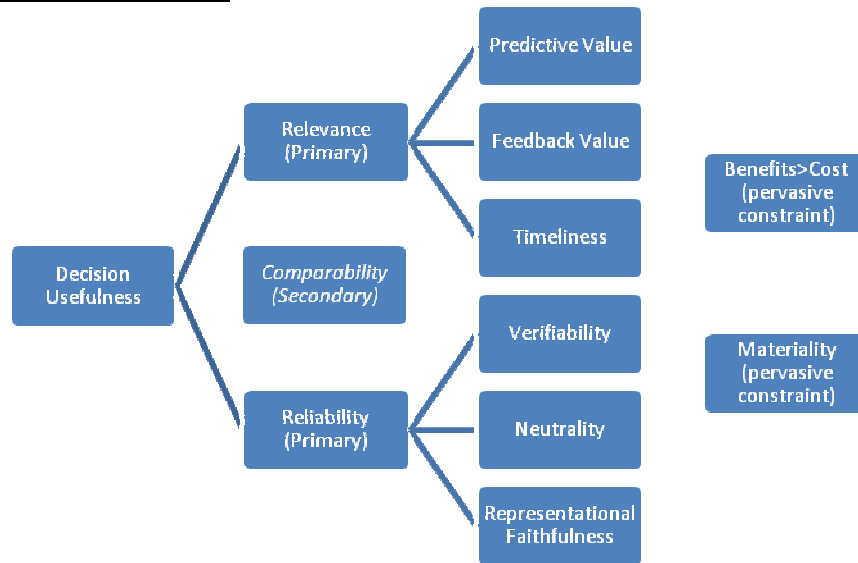 Decision
Usefulness
Relevance
(Primary)
Comparability
(Secondary)
Reliability
(Primary)
Predictive Value
Feedback Value
Timeliness
Verifiability
Neutrality
Representational
Faithfulness
Benefits>Cost
(pervasive
constraint)
Materiality
(pervasive
constraint)